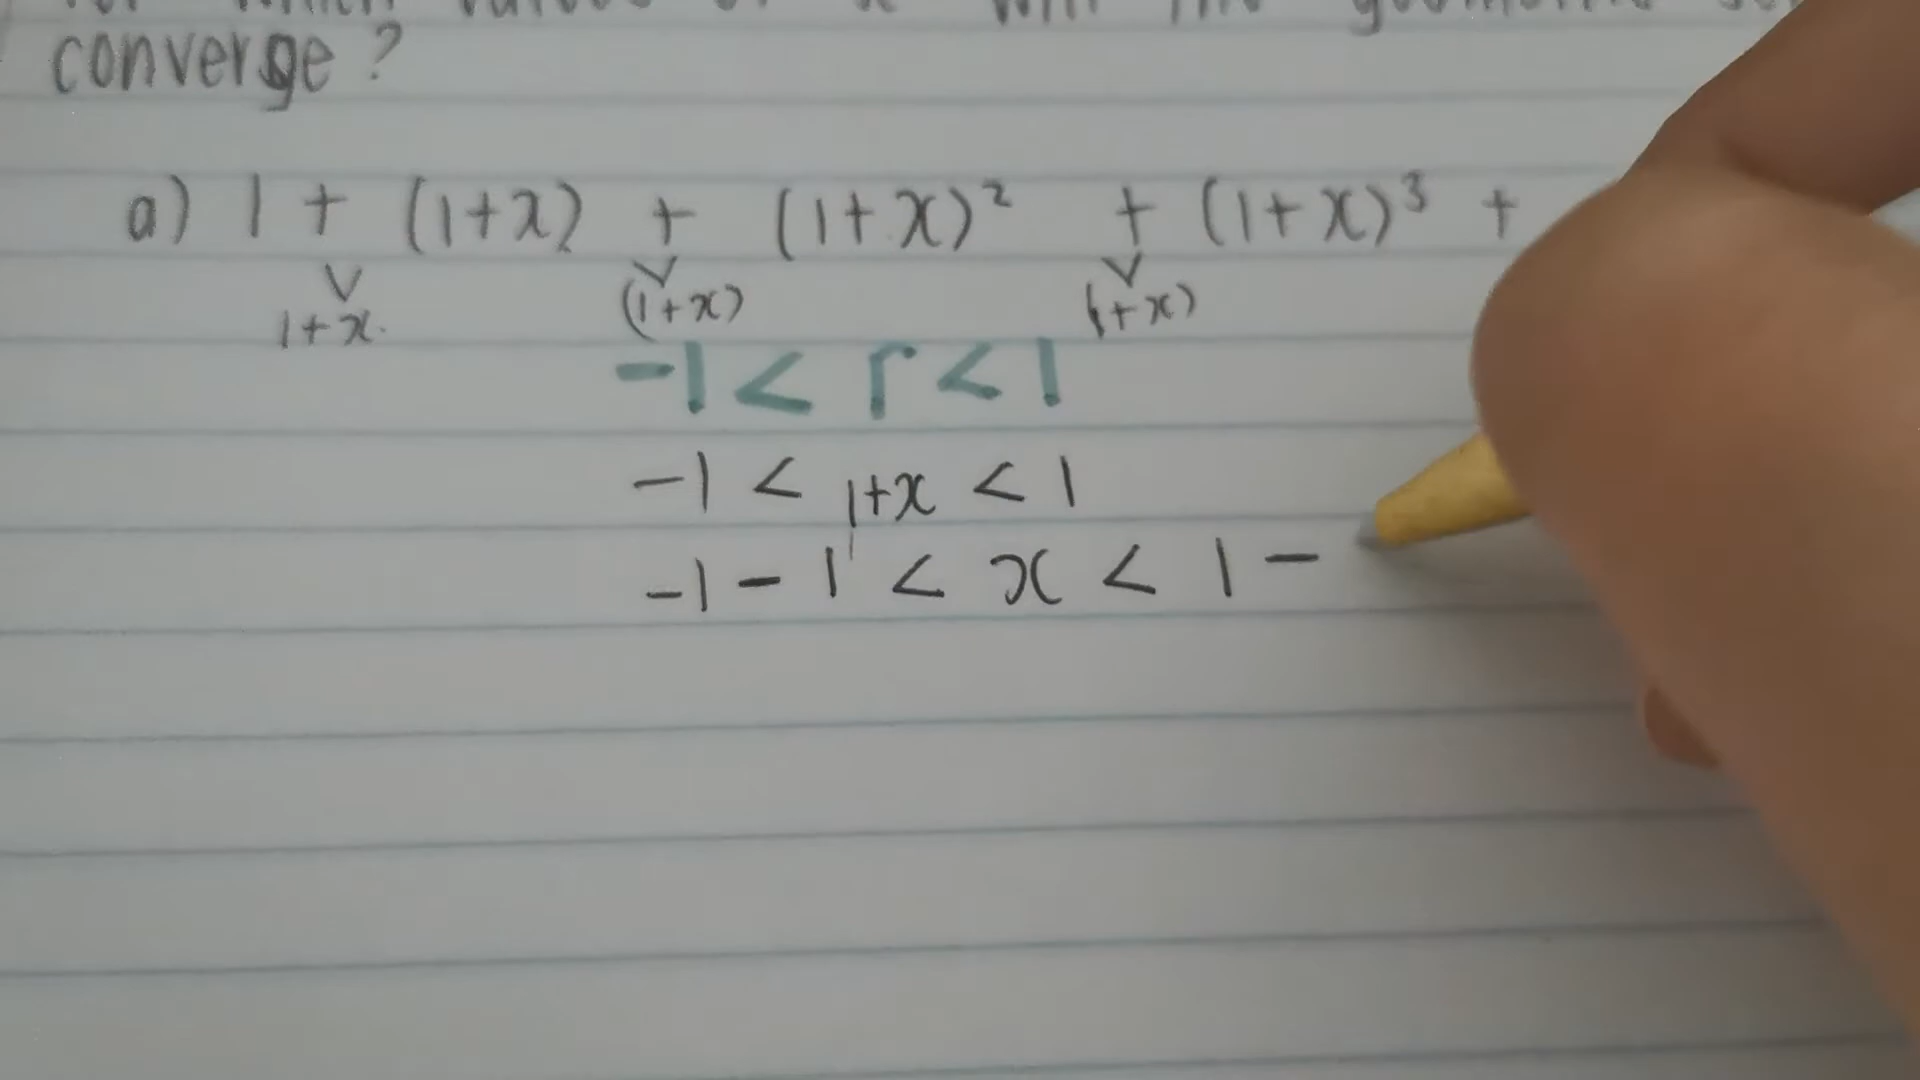 converge?
a) 1 + (1+x) + (1+x)² + (1+x)³ +
1+x. (1+x) (1+x)
-1 < r < 1
-1 < 1+x < 1
-1 - 1 < x < 1 -